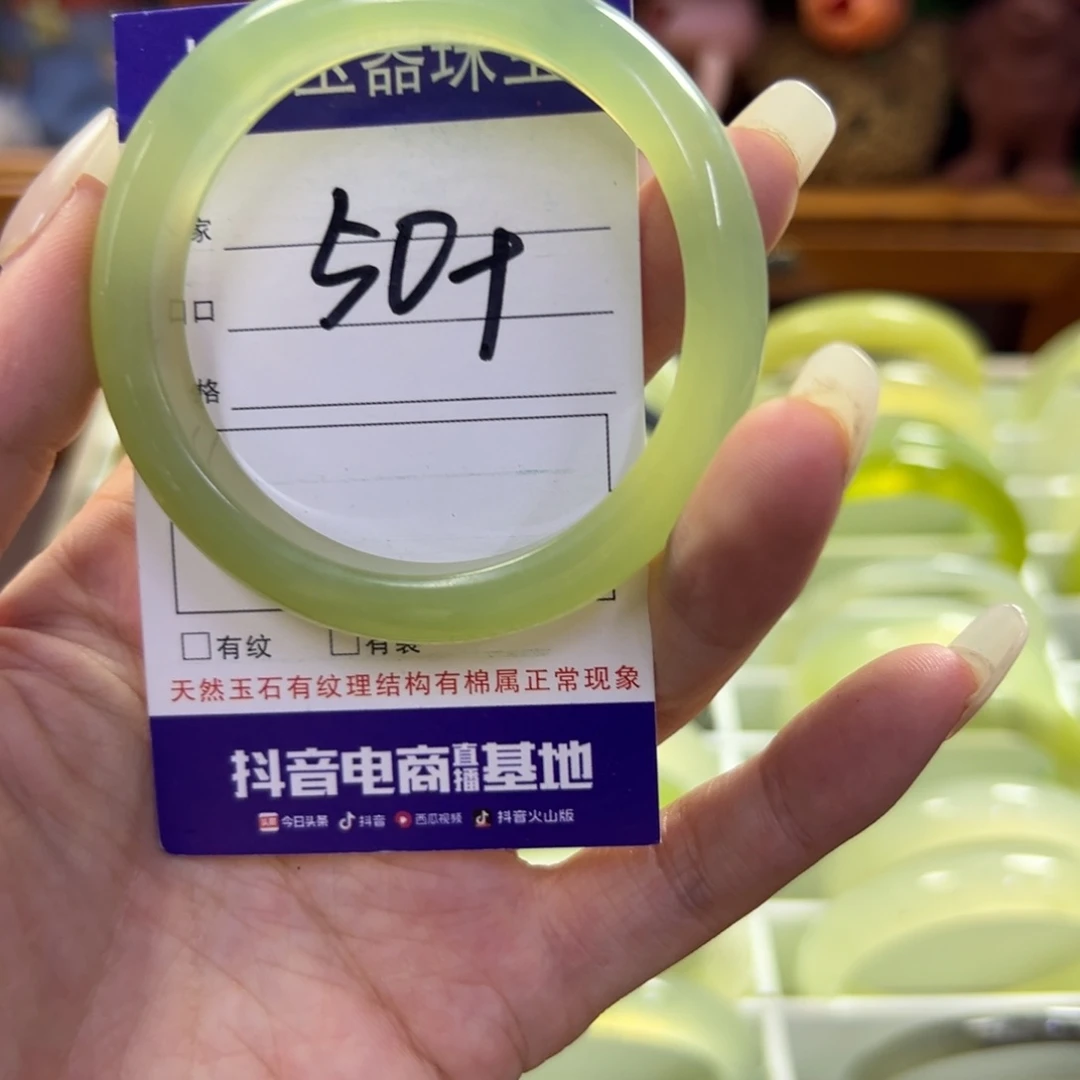 玉器珠宝
家
50+
口
格
有纹 有裂
天然玉石有纹理结构有棉属正常现象
抖音电商直播基地
今日头条 抖音 西瓜视频 抖音火山版